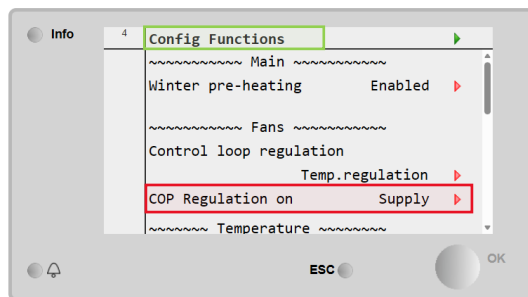 Info
4 Config Functions
~~~~~~~~~~~ Main ~~~~~~~~~~~
Winter pre-heating Enabled
~~~~~~~~~~~ Fans ~~~~~~~~~~~
Control loop regulation
Temp.regulation
COP Regulation on Supply
~~~~~~~ Temperature ~~~~~~~~
ESC
OK